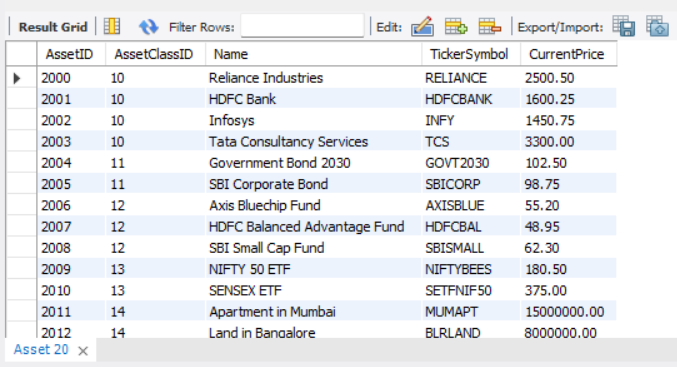 Result Grid Filter Rows: Edit: Export/Import:
AssetID AssetClassID Name TickerSymbol CurrentPrice
2000 10 Reliance Industries RELIANCE 2500.50
2001 10 HDFC Bank HDFCBANK 1600.25
2002 10 Infosys INFY 1450.75
2003 10 Tata Consultancy Services TCS 3300.00
2004 11 Government Bond 2030 GOVT2030 102.50
2005 11 SBI Corporate Bond SBICORP 98.75
2006 12 Axis Bluechip Fund AXISBLUE 55.20
2007 12 HDFC Balanced Advantage Fund HDFCBAL 48.95
2008 12 SBI Small Cap Fund SBISMALL 62.30
2009 13 NIFTY 50 ETF NIFTYBEES 180.50
2010 13 SENSEX ETF SETFNIF50 375.00
2011 14 Apartment in Mumbai MUMAPT 15000000.00
2012 14 Land in Bangalore BLRLAND 8000000.00
Asset 20